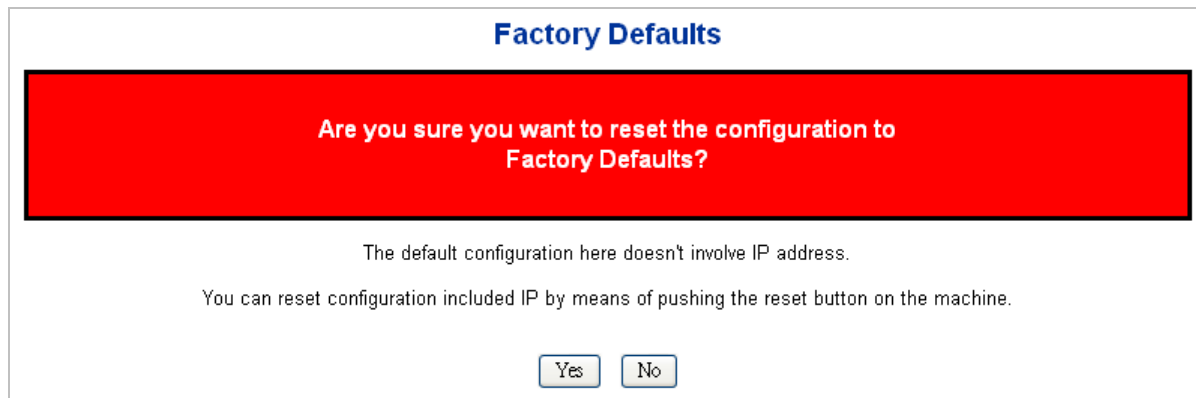 Factory Defaults
Are you sure you want to reset the configuration to
Factory Defaults?
The default configuration here doesn't involve IP address.
You can reset configuration included IP by means of pushing the reset button on the machine.
Yes No